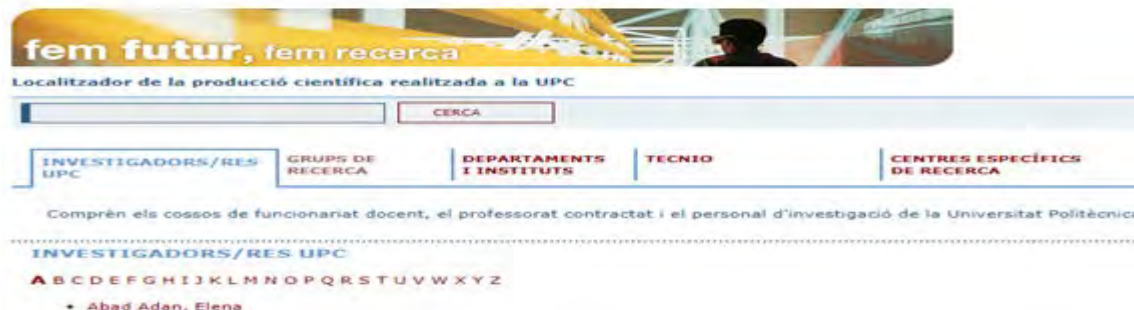 fem futur, fem recerca
Localitzador de la producció científica realitzada a la UPC
CERCA
INVESTIGADORS/RES UPC
GRUPS DE RECERCA
DEPARTAMENTS I INSTITUTS
TECNIO
CENTRES ESPECÍFICS DE RECERCA
Comprèn els cossos de funcionariat docent, el professorat contractat i el personal d'investigació de la Universitat Politècnica
INVESTIGADORS/RES UPC
A B C D E F G H I J K L M N O P Q R S T U V W X Y Z
• Abad Adan, Elena